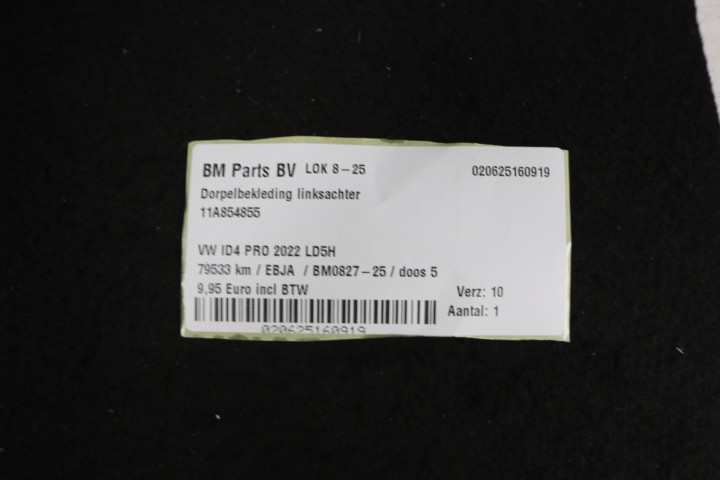 BM Parts BV LOK 8-25 020625160919
Dorpelbekleding linksachter
11A854855
VW ID4 PRO 2022 LD5H
79533 km / EBJA / BM0827-25 / doos 5
9,95 Euro incl BTW Verz: 10
Aantal: 1
020625160919